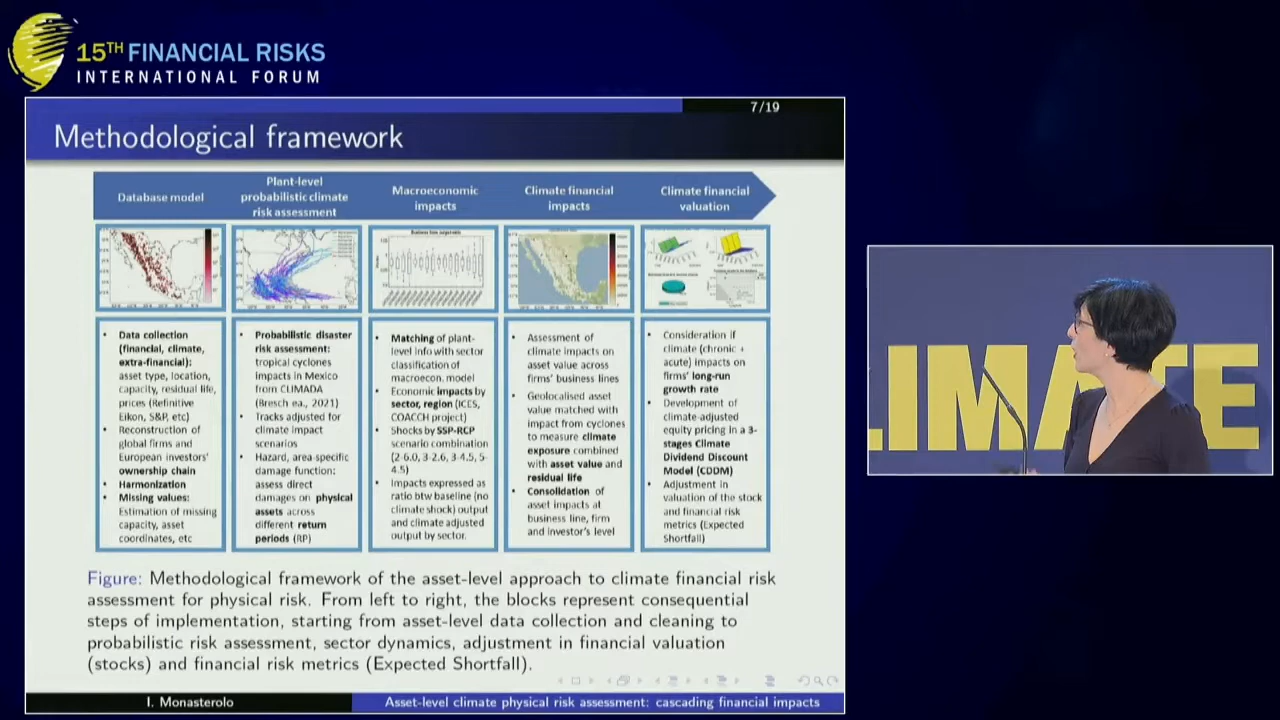 15TH FINANCIAL RISKS
INTERNATIONAL FORUM
7/19
Methodological framework
Database model
Plant-level
probabilistic climate
risk assessment
Macroeconomic
impacts
Climate financial
impacts
Climate financial
valuation
• Data collection
(financial, climate,
extra-financial):
asset type, location,
capacity, residual life,
prices (Refinitive
Eikon, S&P, etc)
• Reconstruction of
global firms and
European investors'
ownership chain
• Harmonization
• Missing values:
Estimation of missing
capacity, asset
coordinates, etc
• Probabilistic disaster
risk assessment:
tropical cyclones
impacts in Mexico
from CLIMADA
(Bresch ea., 2021)
• Tracks adjusted for
climate impact
scenarios
• Hazard, area-specific
damage function:
assess direct
damages on physical
assets across
different return
periods (RP)
• Matching of plant-
level info with sector
classification of
macroecon. model
• Economic impacts by
sector, region (ICES,
COACCH project)
• Shocks by SSP-RCP
scenario combination
(2-6.0, 3-2.6, 3-4.5, 5-
4.5)
• Impacts expressed as
ratio btw baseline (no
climate shock) output
and climate adjusted
output by sector.
• Assessment of
climate impacts on
asset value across
firms' business lines
• Geolocalised asset
value matched with
impact from cyclones
to measure climate
exposure combined
with asset value and
residual life
• Consolidation of
asset impacts at
business line, firm
and investor's level
• Consideration if
climate (chronic +
acute) impacts on
firms' long-run
growth rate
• Development of
climate-adjusted
equity pricing in a 3-
stages Climate
Dividend Discount
Model (CDDM)
• Adjustment in
valuation of the stock
and financial risk
metrics (Expected
Shortfall)
Figure: Methodological framework of the asset-level approach to climate financial risk
assessment for physical risk. From left to right, the blocks represent consequential
steps of implementation, starting from asset-level data collection and cleaning to
probabilistic risk assessment, sector dynamics, adjustment in financial valuation
(stocks) and financial risk metrics (Expected Shortfall).
I. Monasterolo
Asset-level climate physical risk assessment: cascading financial impacts
LIMATE